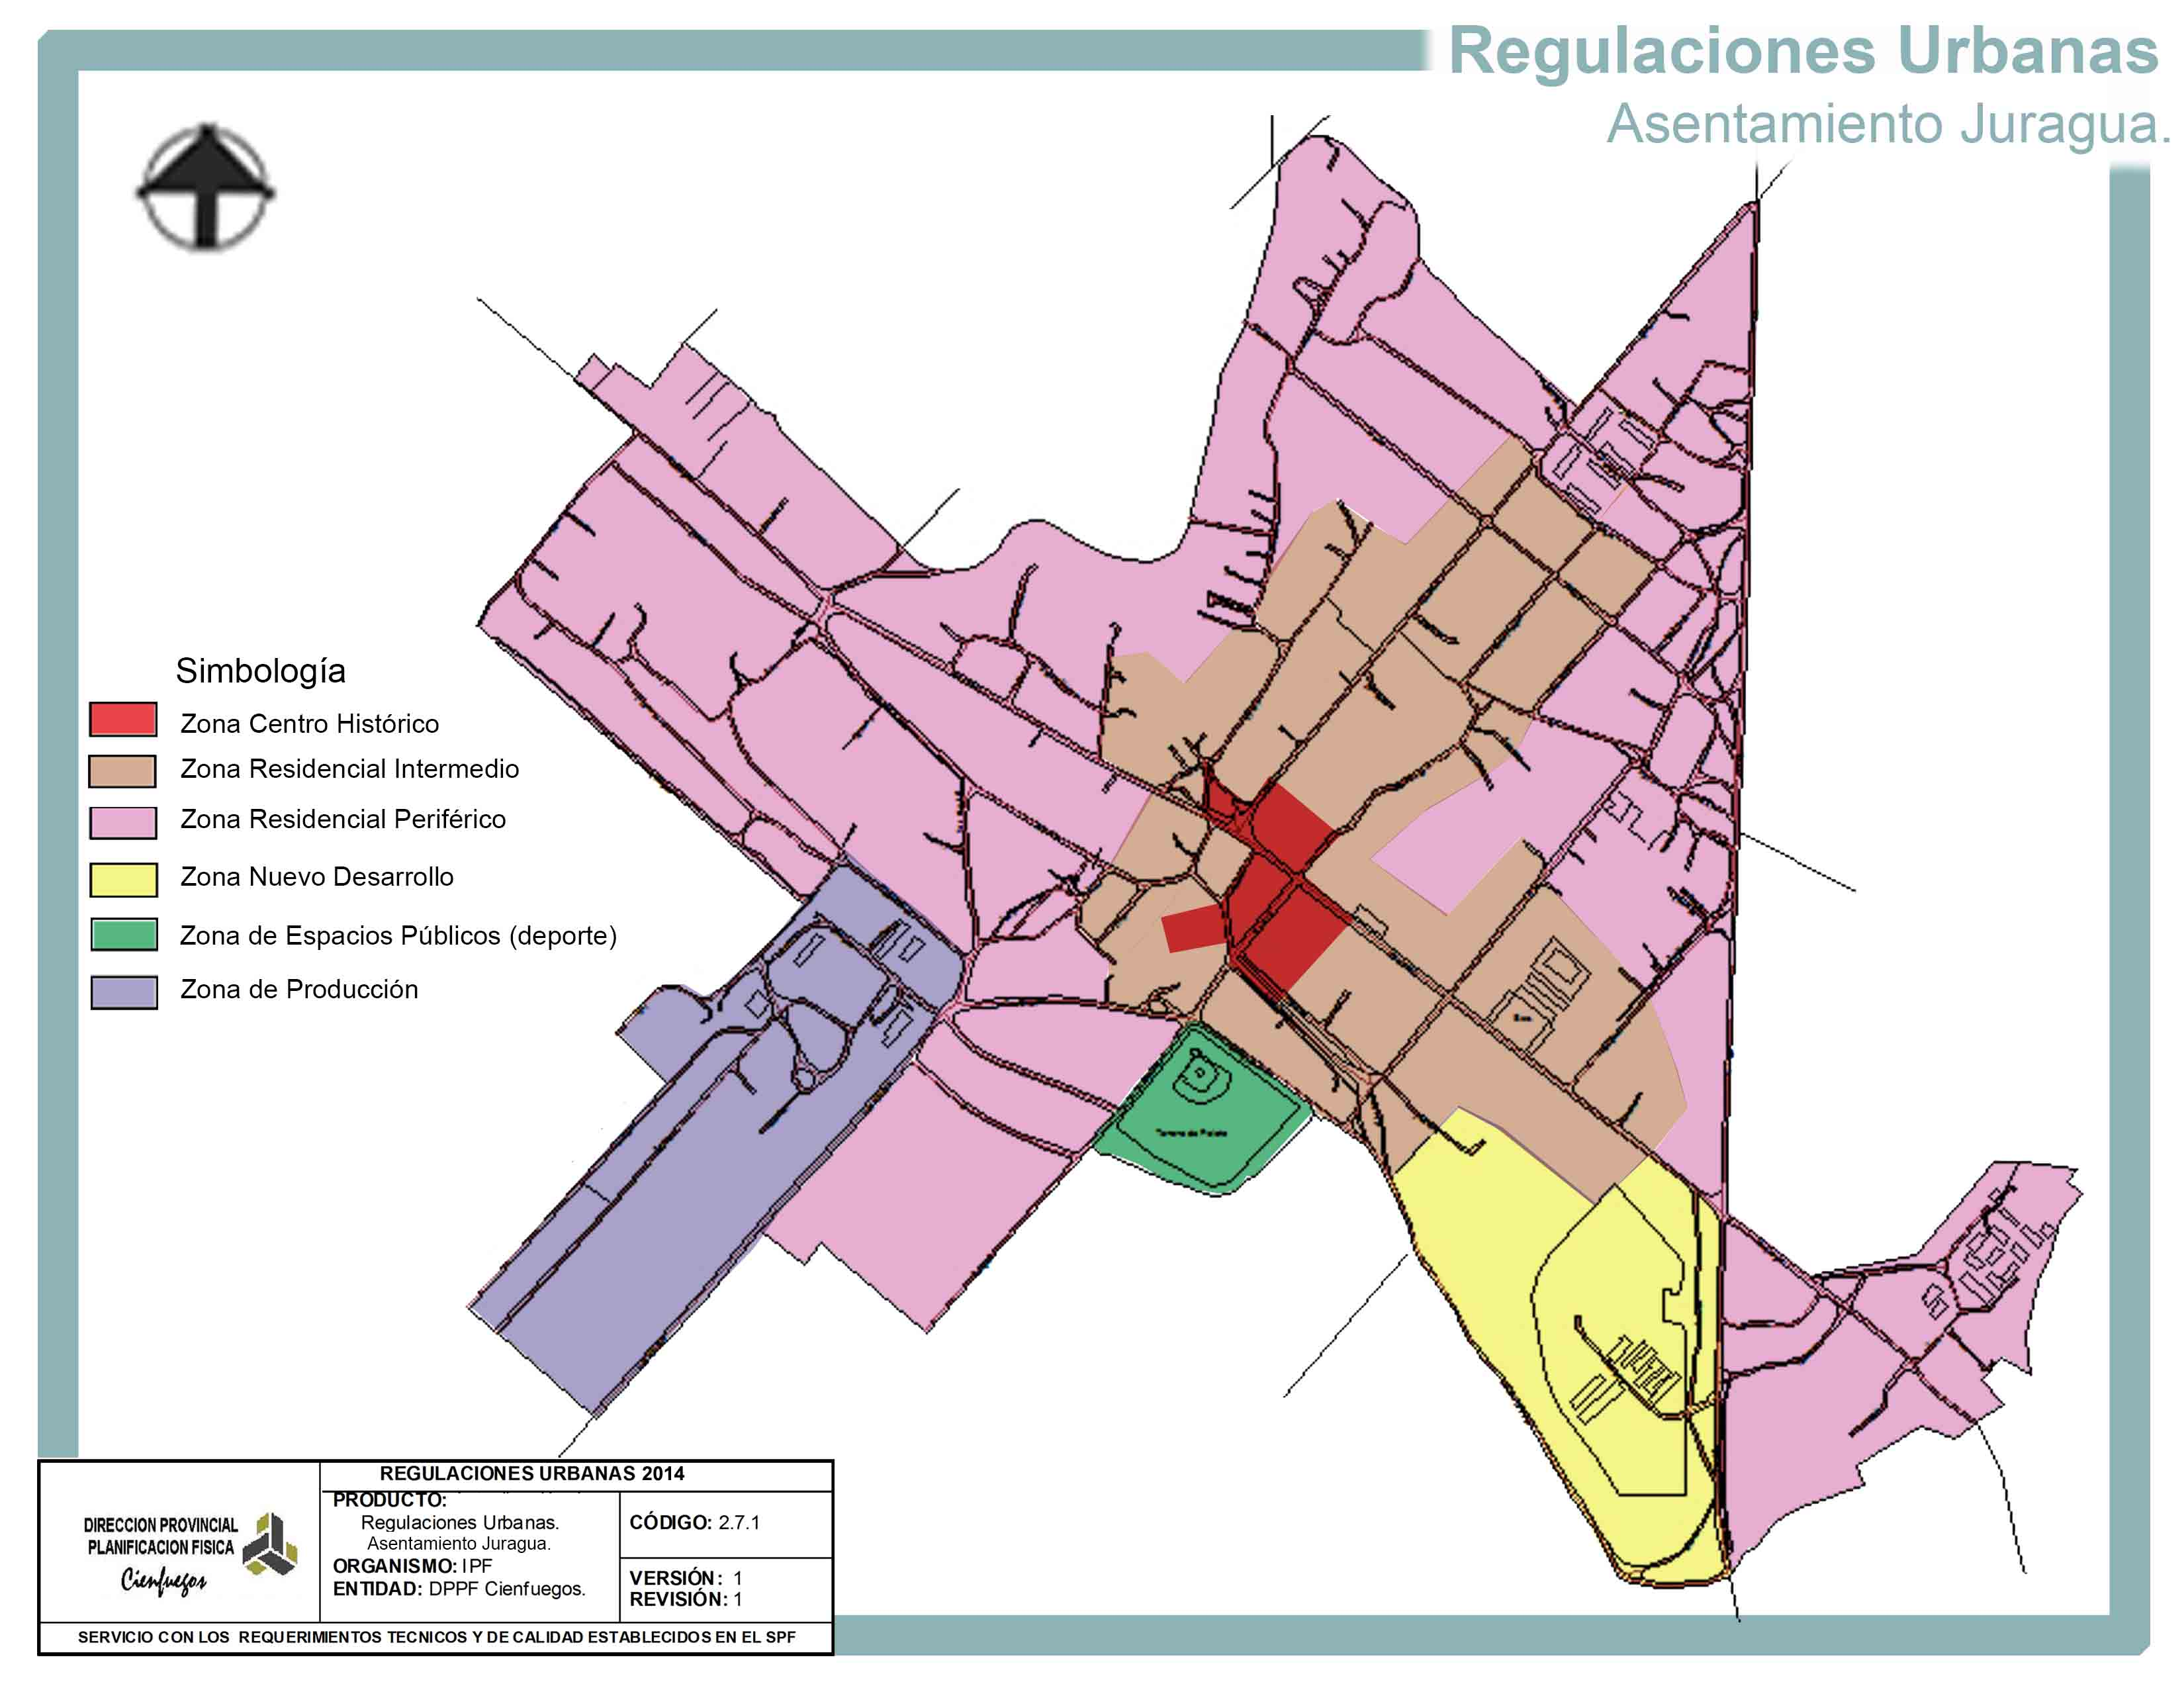 Regulaciones Urbanas
Asentamiento Juragua.
Simbología
Zona Centro Histórico
Zona Residencial Intermedio
Zona Residencial Periférico
Zona Nuevo Desarrollo
Zona de Espacios Públicos (deporte)
Zona de Producción
REGULACIONES URBANAS 2014
DIRECCION PROVINCIAL
PLANIFICACION FISICA
Cienfuegos
PRODUCTO:
Regulaciones Urbanas.
Asentamiento Juragua.
ORGANISMO: IPF
ENTIDAD: DPPF Cienfuegos.
CÓDIGO: 2.7.1
VERSIÓN: 1
REVISIÓN: 1
SERVICIO CON LOS REQUERIMIENTOS TECNICOS Y DE CALIDAD ESTABLECIDOS EN EL SPF